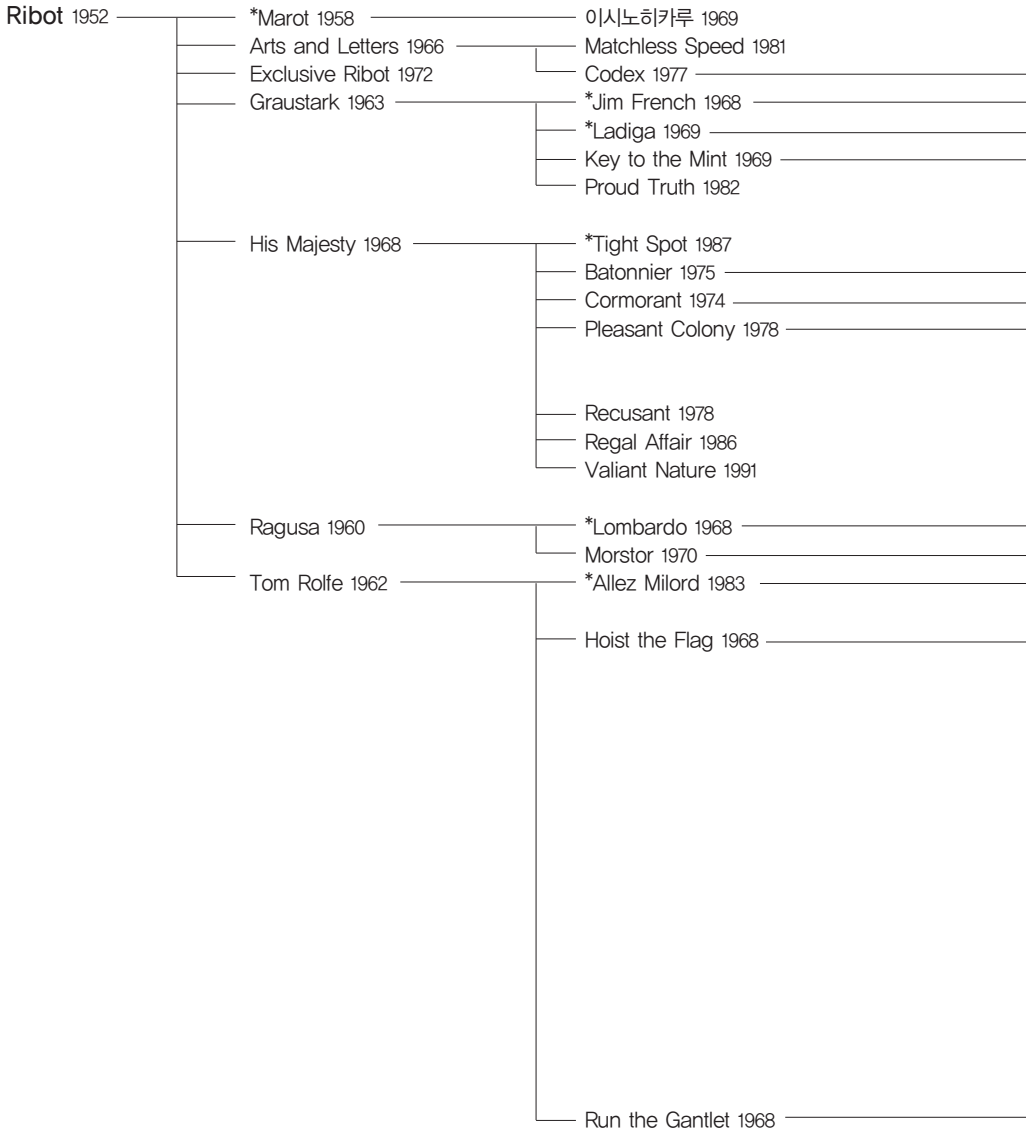 Ribot 1952 *Marot 1958 이시노히카루 1969
Arts and Letters 1966 Matchless Speed 1981
Exclusive Ribot 1972 Codex 1977
Graustark 1963 *Jim French 1968
*Ladiga 1969
Key to the Mint 1969
Proud Truth 1982
His Majesty 1968 *Tight Spot 1987
Batonnier 1975
Cormorant 1974
Pleasant Colony 1978
Recusant 1978
Regal Affair 1986
Valiant Nature 1991
Ragusa 1960 *Lombardo 1968
Morstor 1970
Tom Rolfe 1962 *Allez Milord 1983
Hoist the Flag 1968
Run the Gantlet 1968